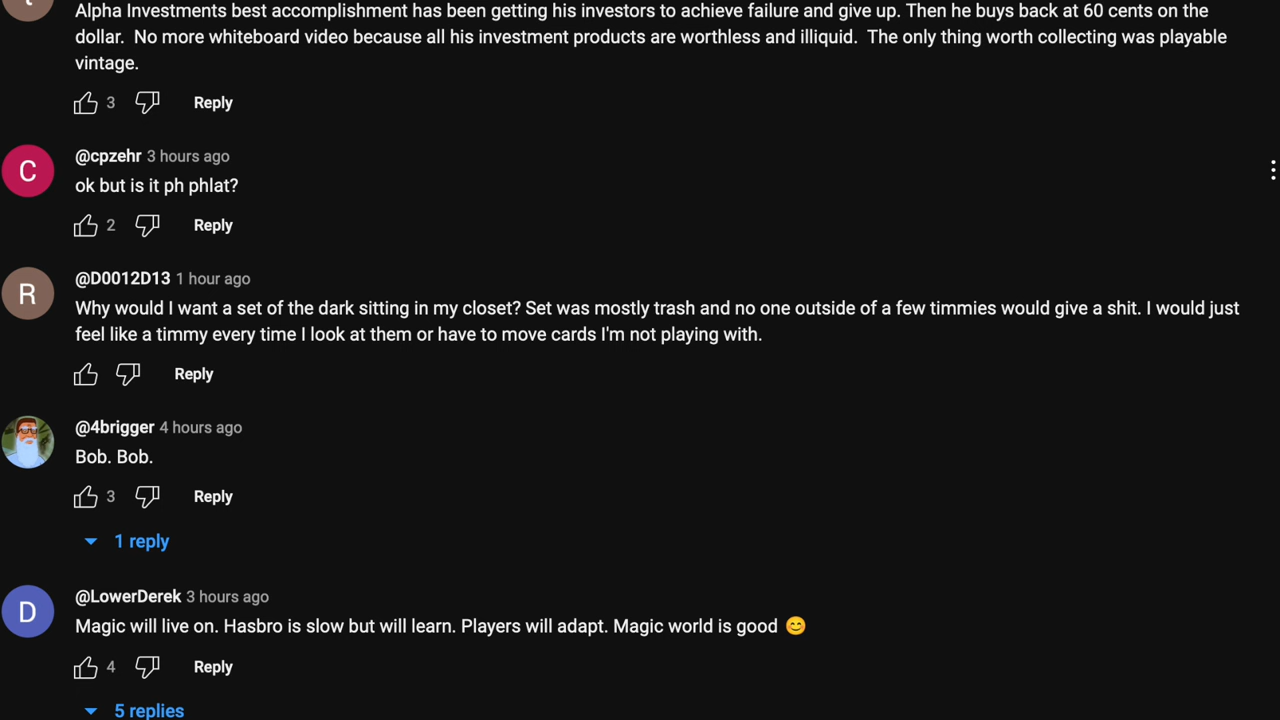 Alpha Investments best accomplishment has been getting his investors to achieve failure and give up. Then he buys back at 60 cents on the
dollar.  No more whiteboard video because all his investment products are worthless and illiquid.  The only thing worth collecting was playable
vintage.
3 Reply
C
@cpzehr 3 hours ago
ok but is it ph phlat?
2 Reply
R
@D0012D13 1 hour ago
Why would I want a set of the dark sitting in my closet? Set was mostly trash and no one outside of a few timmies would give a shit. I would just
feel like a timmy every time I look at them or have to move cards I'm not playing with.
Reply
@4brigger 4 hours ago
Bob. Bob.
3 Reply
1 reply
D
@LowerDerek 3 hours ago
Magic will live on. Hasbro is slow but will learn. Players will adapt. Magic world is good 😊
4 Reply
5 replies